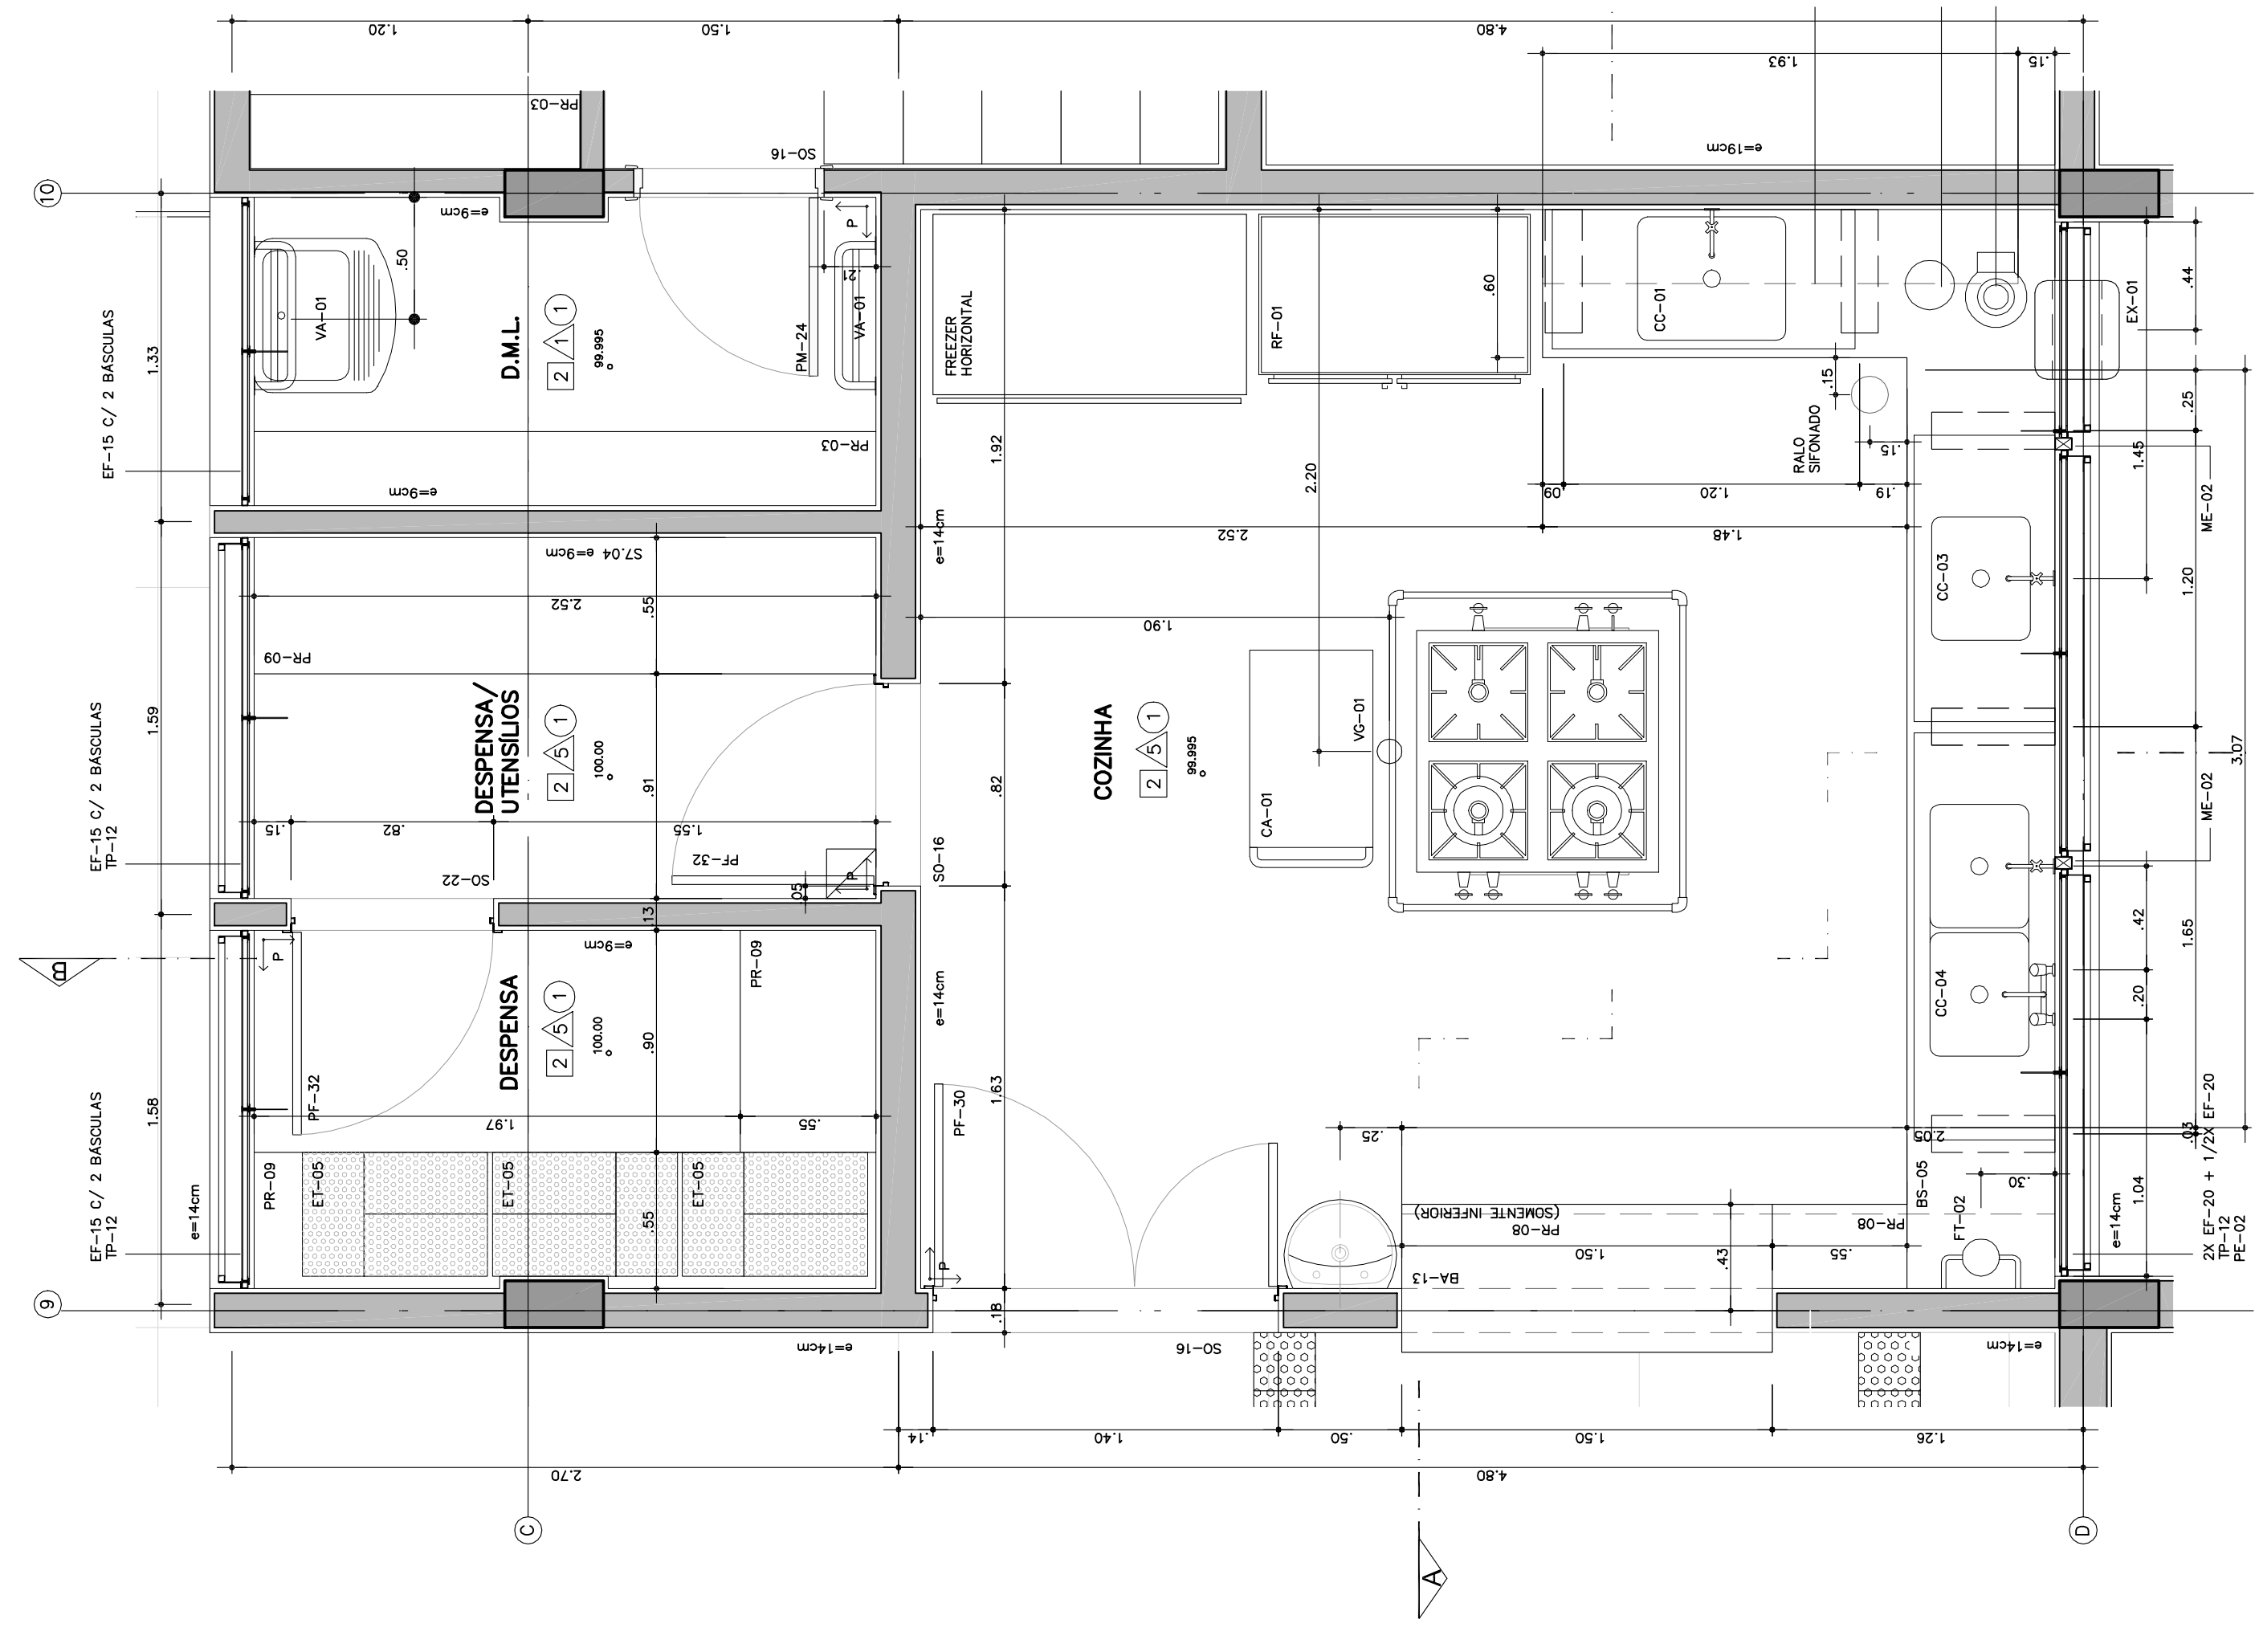 1.20
1.50
4.80
1.93
.15
PR-03
SO-16
e=19cm
10
e=9cm
P
.50
.21
VA-01
VA-01
D.M.L.
2 1 1
99.995
PM-24
EF-15 C/ 2 BÁSCULAS
1.33
FREEZER
HORIZONTAL
RF-01
.60
CC-01
EX-01
.44
.15
.25
PR-03
e=9cm
1.92
2.20
RALO
SIFONADO
.15
1.45
ME-02
.09
1.20
.19
e=14cm
2.52
1.48
S7.04 e=9cm
2.52
.55
CC-03
1.20
1.90
PR-09
EF-15 C/ 2 BÁSCULAS
TP-12
1.59
DESPENSA/
UTENSÍLIOS
2 5 1
100.00
.91
COZINHA
2 5 1
99.995
VG-01
CA-01
.82
3.07
ME-02
.15
.82
1.55
PF-32
P
.05
SO-22
SO-16
.13
e=9cm
PR-09
B
P
DESPENSA
2 5 1
100.00
.90
e=14cm
CC-04
.42
.20
1.65
PF-32
1.97
.55
EF-15 C/ 2 BÁSCULAS
TP-12
1.58
e=14cm
PR-09
ET-05
ET-05
ET-05
.55
PF-30
1.63
P
.25
2.05
.03
BS-05
FT-02
.30
1.04
e=14cm
2X EF-20 + 1/2X EF-20
TP-12
PE-02
PR-08
(SOMENTE INFERIOR)
PR-08
1.50
.55
.43
BA-13
9
.18
e=14cm
SO-16
e=14cm
.14
1.40
.50
1.50
1.26
2.70
4.80
C
D
A